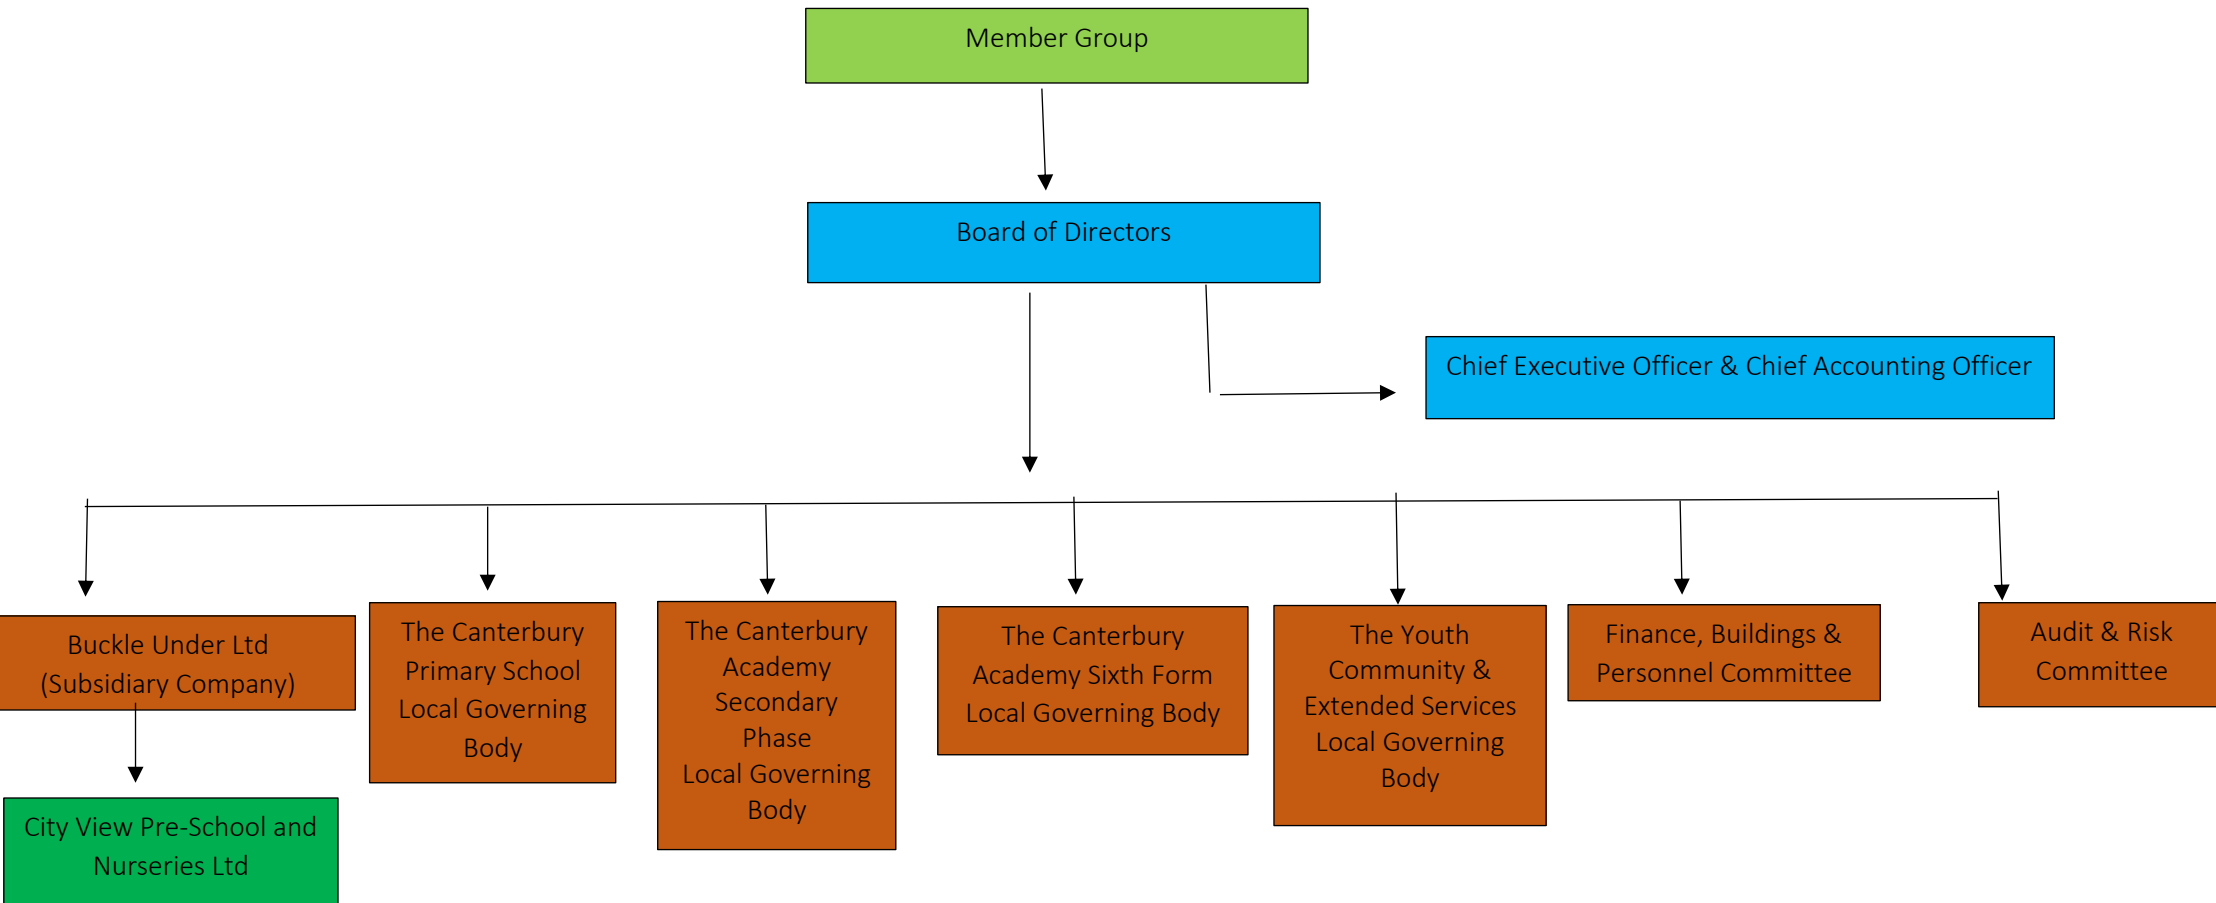 Member Group
Board of Directors
Chief Executive Officer & Chief Accounting Officer
Buckle Under Ltd
(Subsidiary Company)
The Canterbury
Primary School
Local Governing
Body
The Canterbury
Academy
Secondary
Phase
Local Governing
Body
The Canterbury
Academy Sixth Form
Local Governing Body
The Youth
Community &
Extended Services
Local Governing
Body
Finance, Buildings &
Personnel Committee
Audit & Risk
Committee
City View Pre-School and
Nurseries Ltd